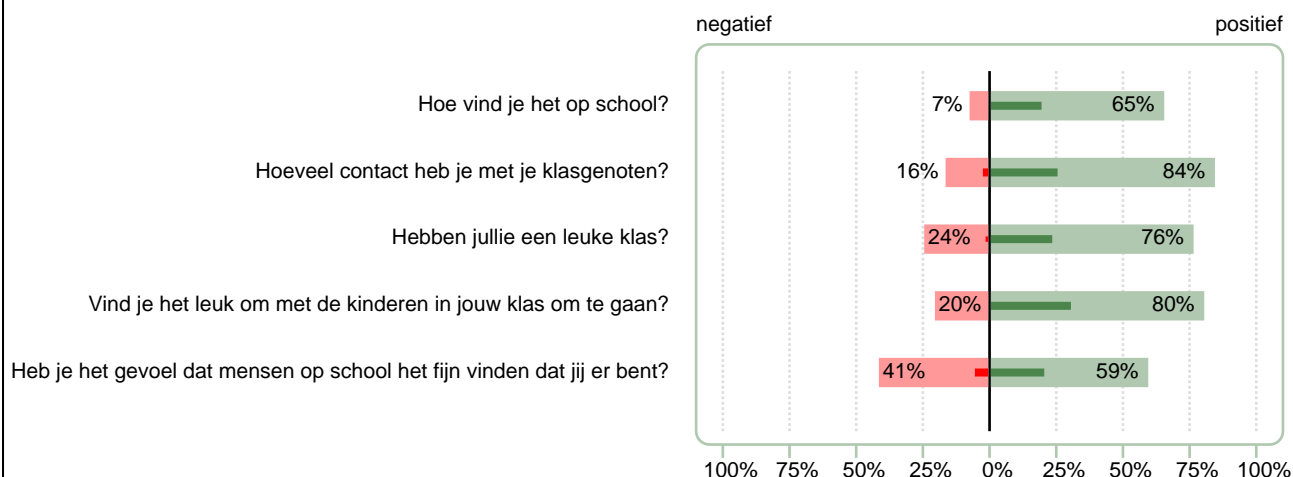 negatief positief
Hoe vind je het op school? 7% 65%
Hoeveel contact heb je met je klasgenoten? 16% 84%
Hebben jullie een leuke klas? 24% 76%
Vind je het leuk om met de kinderen in jouw klas om te gaan? 20% 80%
Heb je het gevoel dat mensen op school het fijn vinden dat jij er bent? 41% 59%
100% 75% 50% 25% 0% 25% 50% 75% 100%